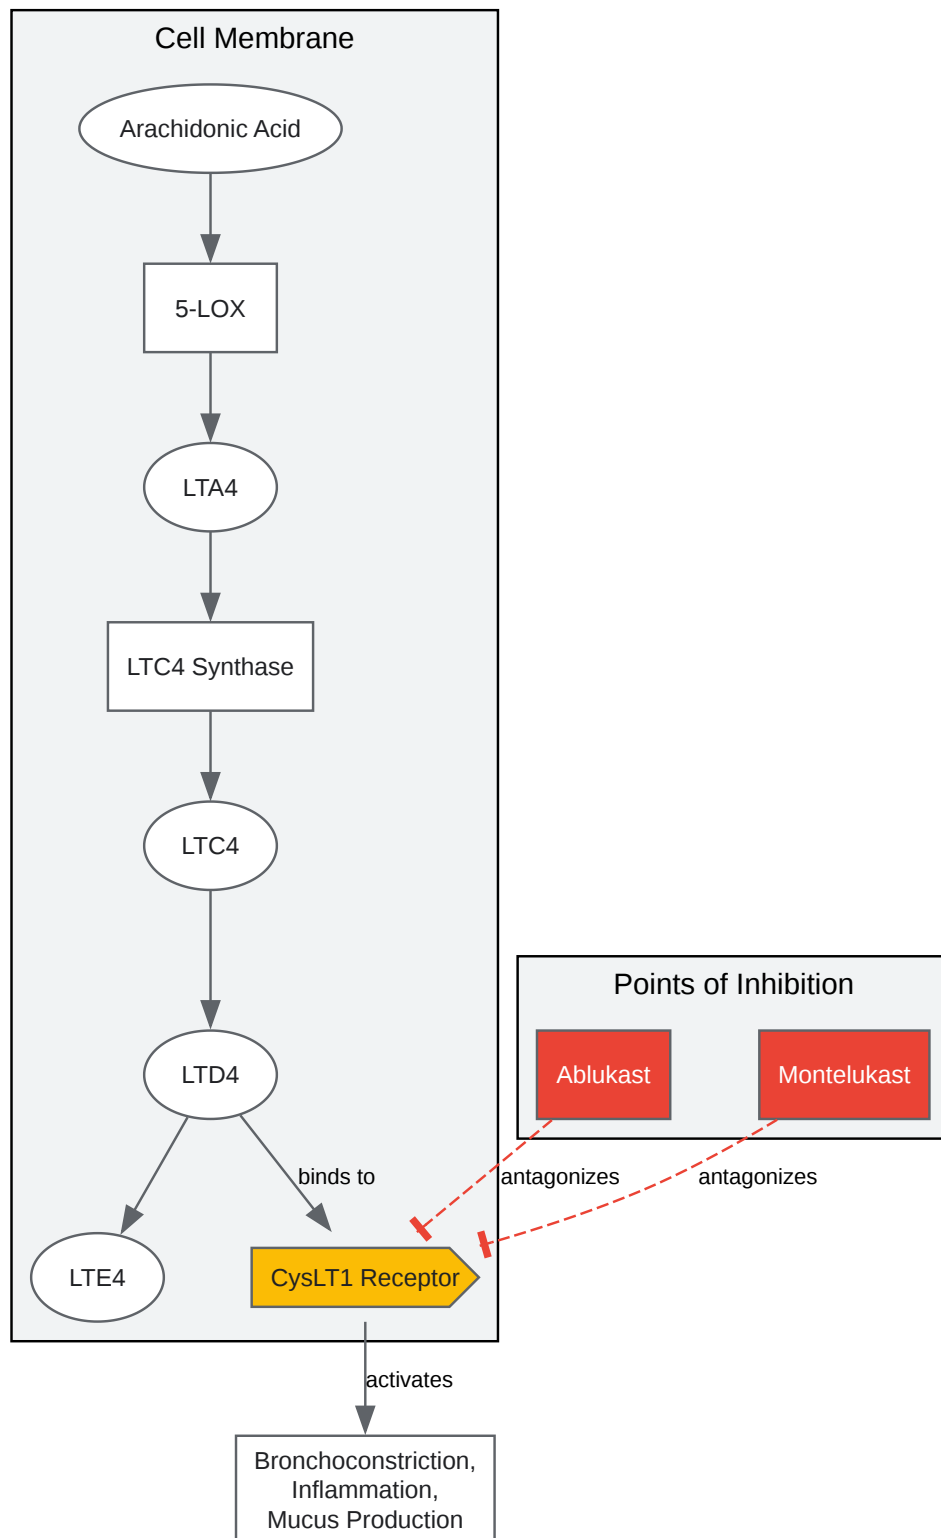 Cell Membrane
Arachidonic Acid
5-LOX
LTA4
LTC4 Synthase
LTC4
Points of Inhibition
LTD4
Ablukast
Montelukast
binds to
antagonizes
antagonizes
LTE4
CysLT1 Receptor
activates
Bronchoconstriction,
Inflammation,
Mucus Production